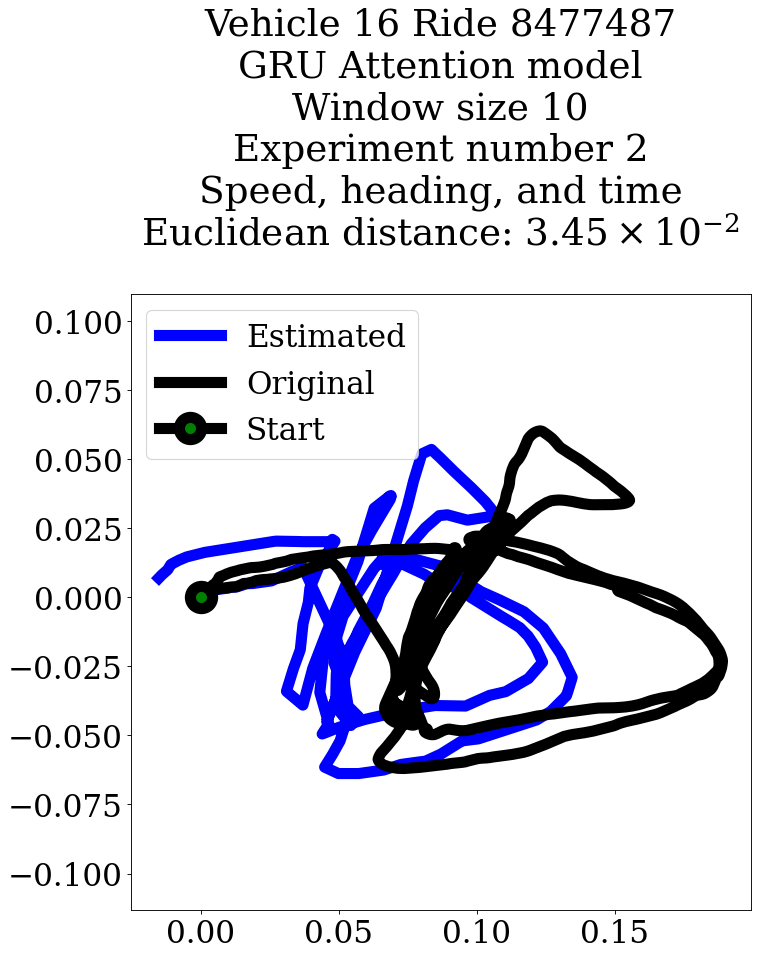 Vehicle 16 Ride 8477487
GRU Attention model
Window size 10
Experiment number 2
Speed, heading, and time
Euclidean distance: 3.45 × 10⁻²
Estimated
Original
Start
0.100
0.075
0.050
0.025
0.000
−0.025
−0.050
−0.075
−0.100
0.00 0.05 0.10 0.15